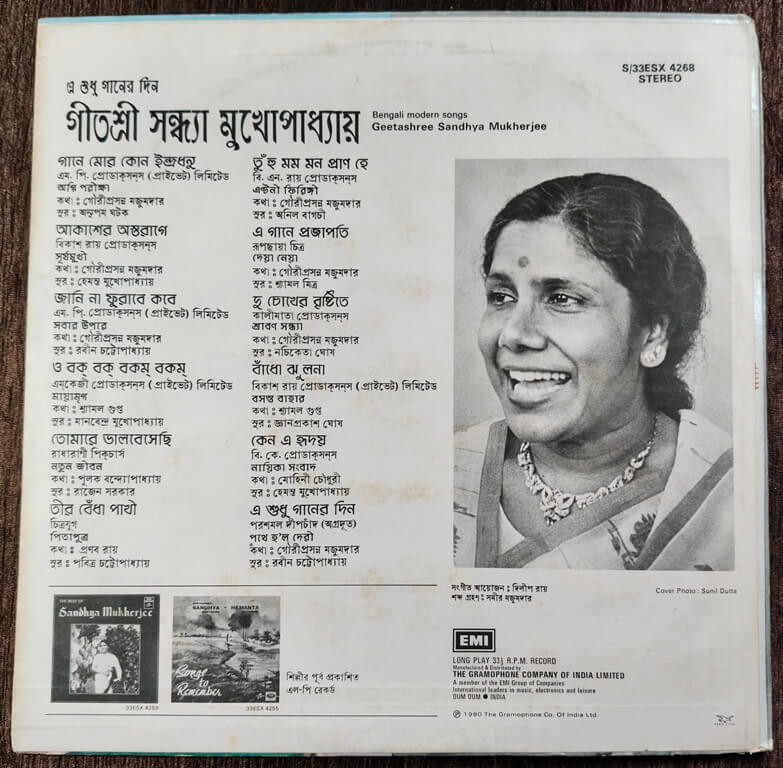 এ শুধু গানের দিন
গীতশ্রী সন্ধ্যা মুখোপাধ্যায়
Bengali modern songs
Geetashree Sandhya Mukherjee
S/33ESX 4268
STEREO
গানে মোর কোন ইন্দ্রধনু
এম. পি. প্রোডাকসন্‌স (প্রাইভেট) লিমিটেড
অগ্নি পরীক্ষা
কথা : গৌরীপ্রসন্ন মজুমদার
সুর : অনুপম ঘটক
আকাশের অস্তরাগে
বিকাশ রায় প্রোডাকসন্‌স
সূর্যমুখী
কথা : গৌরীপ্রসন্ন মজুমদার
সুর : হেমন্ত মুখোপাধ্যায়
জানি না ফুরাবে কবে
এম. পি. প্রোডাকসন্‌স (প্রাইভেট) লিমিটেড
সবার উপরে
কথা : গৌরীপ্রসন্ন মজুমদার
সুর : রবীন চট্টোপাধ্যায়
ও বক্‌ বক্‌ বকম্‌ বকম্‌
এমকেজী প্রোডাক্‌সন্‌স (প্রাইভেট) লিমিটেড
মায়ামৃগ
কথা : শ্যামল গুপ্ত
সুর : মানবেন্দ্র মুখোপাধ্যায়
তোমারে ভালবেসেছি
রাধারাণী পিক্‌চার্স
নতুন জীবন
কথা : পুলক বন্দ্যোপাধ্যায়
সুর : রাজেন সরকার
তীর বেঁধা পাখী
চিত্রযুগ
পিতাপুত্র
কথা : প্রণব রায়
সুর : পবিত্র চট্টোপাধ্যায়
তুঁহু মম মন প্রাণ হে
বি. এন. রায় প্রোডাকসন্‌স
এন্টনী ফিরিঙ্গী
কথা : গৌরীপ্রসন্ন মজুমদার
সুর : অনিল বাগচী
এ গানে প্রজাপতি
রূপছায়া চিত্র
দেয়া নেয়া
কথা : গৌরীপ্রসন্ন মজুমদার
সুর : শ্যামল মিত্র
দু চোখের বৃষ্টিতে
কালীমাতা প্রোডাকসন্‌স
শ্রাবণ সন্ধ্যা
কথা : গৌরীপ্রসন্ন মজুমদার
সুর : নচিকেতা ঘোষ
বাঁধো ঝুলনা
বিকাশ রায় প্রোডাকসন্‌স (প্রাইভেট) লিমিটেড
বসন্ত বাহার
কথা : শ্যামল গুপ্ত
সুর : জ্ঞানপ্রকাশ ঘোষ
কেন এ হৃদয়
বি. কে. প্রোডাকসন্‌স
নায়িকা সংবাদ
কথা : মোহিনী চৌধুরী
সুর : হেমন্ত মুখোপাধ্যায়
এ শুধু গানের দিন
পরশমল দীপচাঁদ (অগ্রদূত)
পথে হ'ল দেরী
কথা : গৌরীপ্রসন্ন মজুমদার
সুর : রবীন চট্টোপাধ্যায়
সংগীত আয়োজন : দিলীপ রায়
শব্দ গ্রহণ : সমীর মজুমদার
Cover Photo : Sunil Dutta
THE BEST OF
Sandhya Mukherjee
33ESX 4259
SANDHYA • HEMANTA
Songs
to
Remember
33ESX 4255
শিল্পীর পূর্ব প্রকাশিত
এল-পি রেকর্ড
EMI
LONG PLAY 33⅓ R.P.M. RECORD
Manufactured & Distributed by
THE GRAMOPHONE COMPANY OF INDIA LIMITED
A member of the EMI Group of Companies
International leaders in music, electronics and leisure
DUM DUM ● INDIA
℗ 1980 The Gramophone Co. Of India Ltd